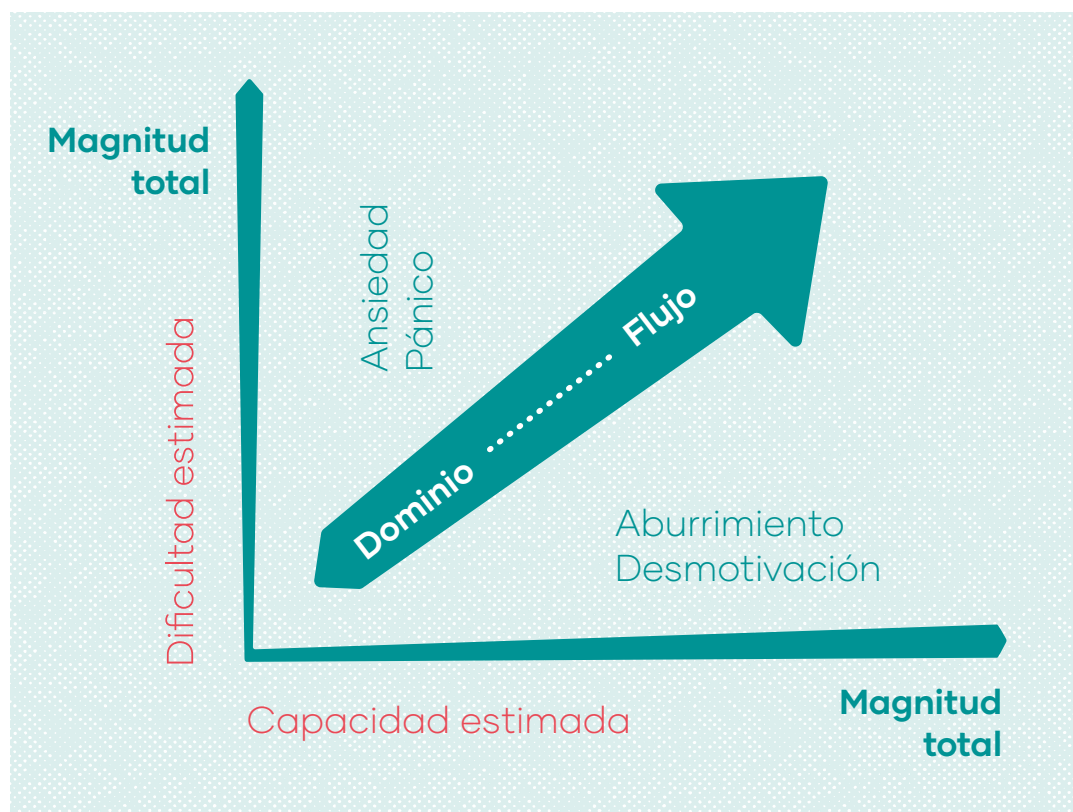 Magnitud
total
Dificultad estimada
Ansiedad
Pánico
Dominio
Flujo
Aburrimiento
Desmotivación
Capacidad estimada
Magnitud
total